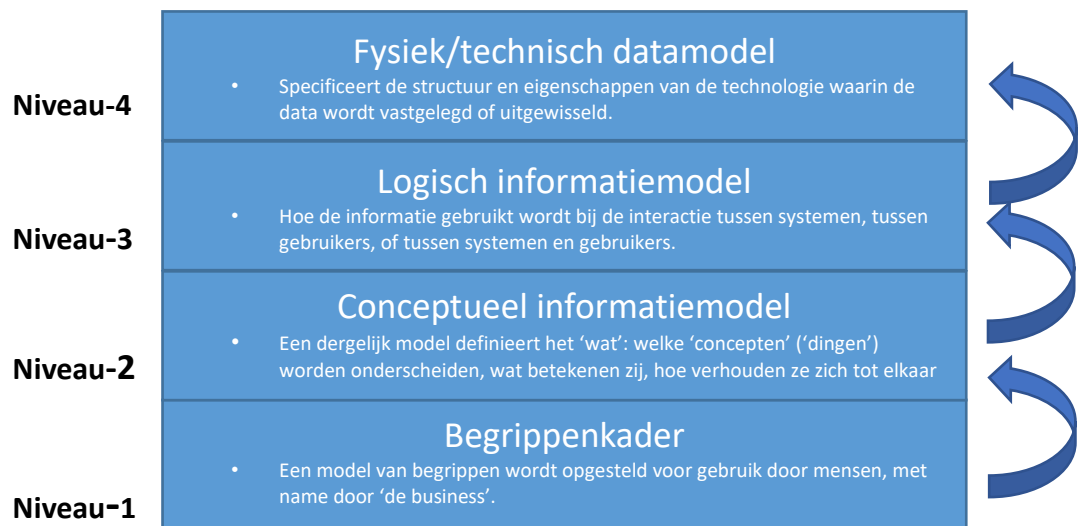 Fysiek/technisch datamodel
• Specificeert de structuur en eigenschappen van de technologie waarin de
data wordt vastgelegd of uitgewisseld.
Niveau-4
Logisch informatiemodel
• Hoe de informatie gebruikt wordt bij de interactie tussen systemen, tussen
gebruikers, of tussen systemen en gebruikers.
Niveau-3
Conceptueel informatiemodel
• Een dergelijk model definieert het ‘wat’: welke ‘concepten’ (‘dingen’)
worden onderscheiden, wat betekenen zij, hoe verhouden ze zich tot elkaar
Niveau-2
Begrippenkader
• Een model van begrippen wordt opgesteld voor gebruik door mensen, met
name door ‘de business’.
Niveau-1